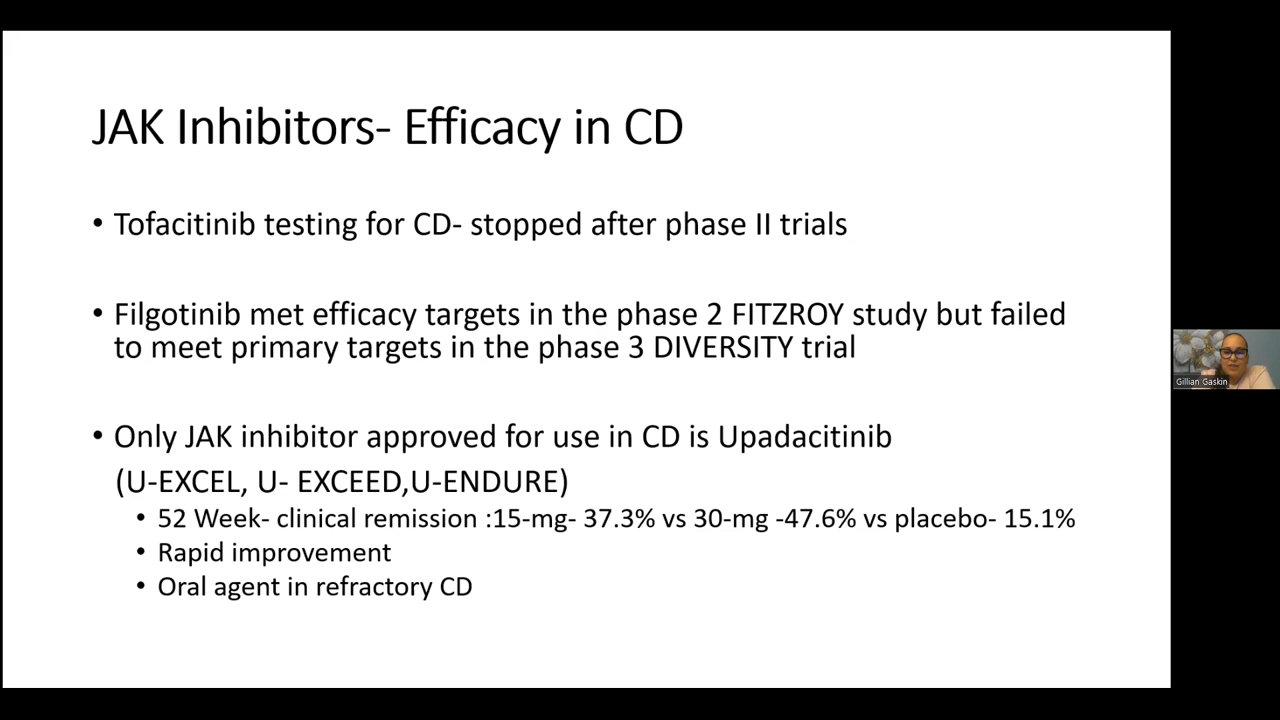 JAK Inhibitors- Efficacy in CD
• Tofacitinib testing for CD- stopped after phase II trials
• Filgotinib met efficacy targets in the phase 2 FITZROY study but failed
to meet primary targets in the phase 3 DIVERSITY trial
• Only JAK inhibitor approved for use in CD is Upadacitinib
(U-EXCEL, U- EXCEED,U-ENDURE)
• 52 Week- clinical remission :15-mg- 37.3% vs 30-mg -47.6% vs placebo- 15.1%
• Rapid improvement
• Oral agent in refractory CD
Gillian Gaskin